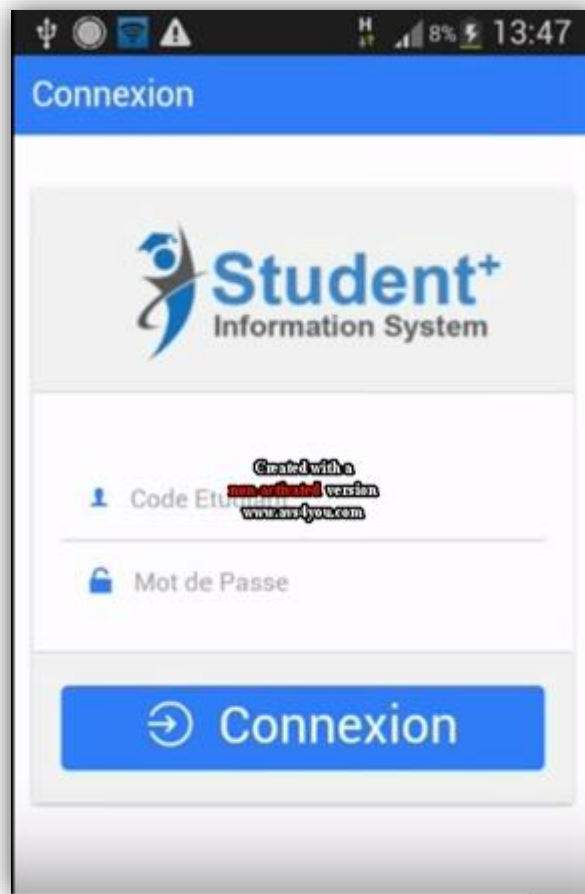 H 8% 13:47
Connexion
Student+
Information System
Created with a
non-activated version
www.avs4you.com
Code Etudiant
Mot de Passe
Connexion